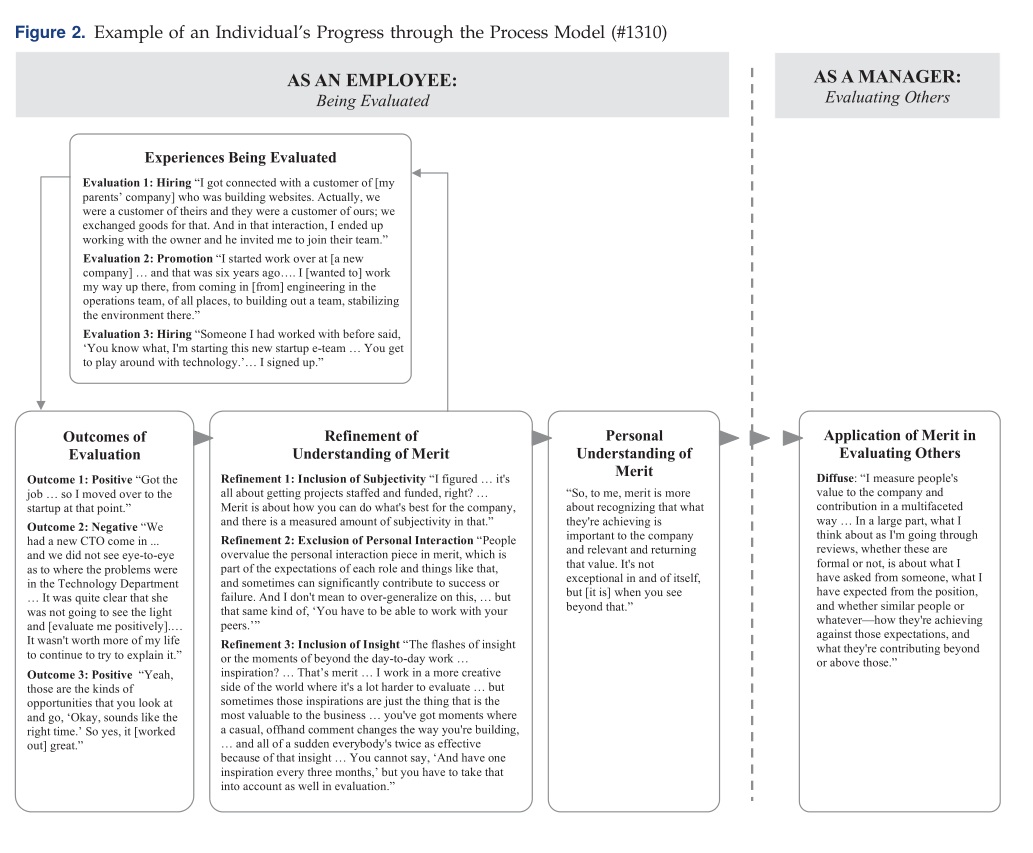 Figure 2. Example of an Individual's Progress through the Process Model (#1310)
AS AN EMPLOYEE:
Being Evaluated
AS A MANAGER:
Evaluating Others
Experiences Being Evaluated
Evaluation 1: Hiring “I got connected with a customer of [my
parents’ company] who was building websites. Actually, we
were a customer of theirs and they were a customer of ours; we
exchanged goods for that. And in that interaction, I ended up
working with the owner and he invited me to join their team.”
Evaluation 2: Promotion “I started work over at [a new
company] … and that was six years ago…. I [wanted to] work
my way up there, from coming in [from] engineering in the
operations team, of all places, to building out a team, stabilizing
the environment there.”
Evaluation 3: Hiring “Someone I had worked with before said,
‘You know what, I'm starting this new startup e-team … You get
to play around with technology.’… I signed up.”
Outcomes of
Evaluation
Outcome 1: Positive “Got the
job … so I moved over to the
startup at that point.”
Outcome 2: Negative “We
had a new CTO come in ...
and we did not see eye-to-eye
as to where the problems were
in the Technology Department
… It was quite clear that she
was not going to see the light
and [evaluate me positively].…
It wasn't worth more of my life
to continue to try to explain it.”
Outcome 3: Positive “Yeah,
those are the kinds of
opportunities that you look at
and go, ‘Okay, sounds like the
right time.’ So yes, it [worked
out] great.”
Refinement of
Understanding of Merit
Refinement 1: Inclusion of Subjectivity “I figured … it's
all about getting projects staffed and funded, right? …
Merit is about how you can do what's best for the company,
and there is a measured amount of subjectivity in that.”
Refinement 2: Exclusion of Personal Interaction “People
overvalue the personal interaction piece in merit, which is
part of the expectations of each role and things like that,
and sometimes can significantly contribute to success or
failure. And I don't mean to over-generalize on this, … but
that same kind of, ‘You have to be able to work with your
peers.’”
Refinement 3: Inclusion of Insight “The flashes of insight
or the moments of beyond the day-to-day work …
inspiration? … That’s merit … I work in a more creative
side of the world where it's a lot harder to evaluate … but
sometimes those inspirations are just the thing that is the
most valuable to the business … you've got moments where
a casual, offhand comment changes the way you're building,
… and all of a sudden everybody's twice as effective
because of that insight … You cannot say, ‘And have one
inspiration every three months,’ but you have to take that
into account as well in evaluation.”
Personal
Understanding of
Merit
“So, to me, merit is more
about recognizing that what
they're achieving is
important to the company
and relevant and returning
that value. It's not
exceptional in and of itself,
but [it is] when you see
beyond that.”
Application of Merit in
Evaluating Others
Diffuse: “I measure people's
value to the company and
contribution in a multifaceted
way … In a large part, what I
think about as I'm going through
reviews, whether these are
formal or not, is about what I
have asked from someone, what I
have expected from the position,
and whether similar people or
whatever—how they're achieving
against those expectations, and
what they're contributing beyond
or above those.”